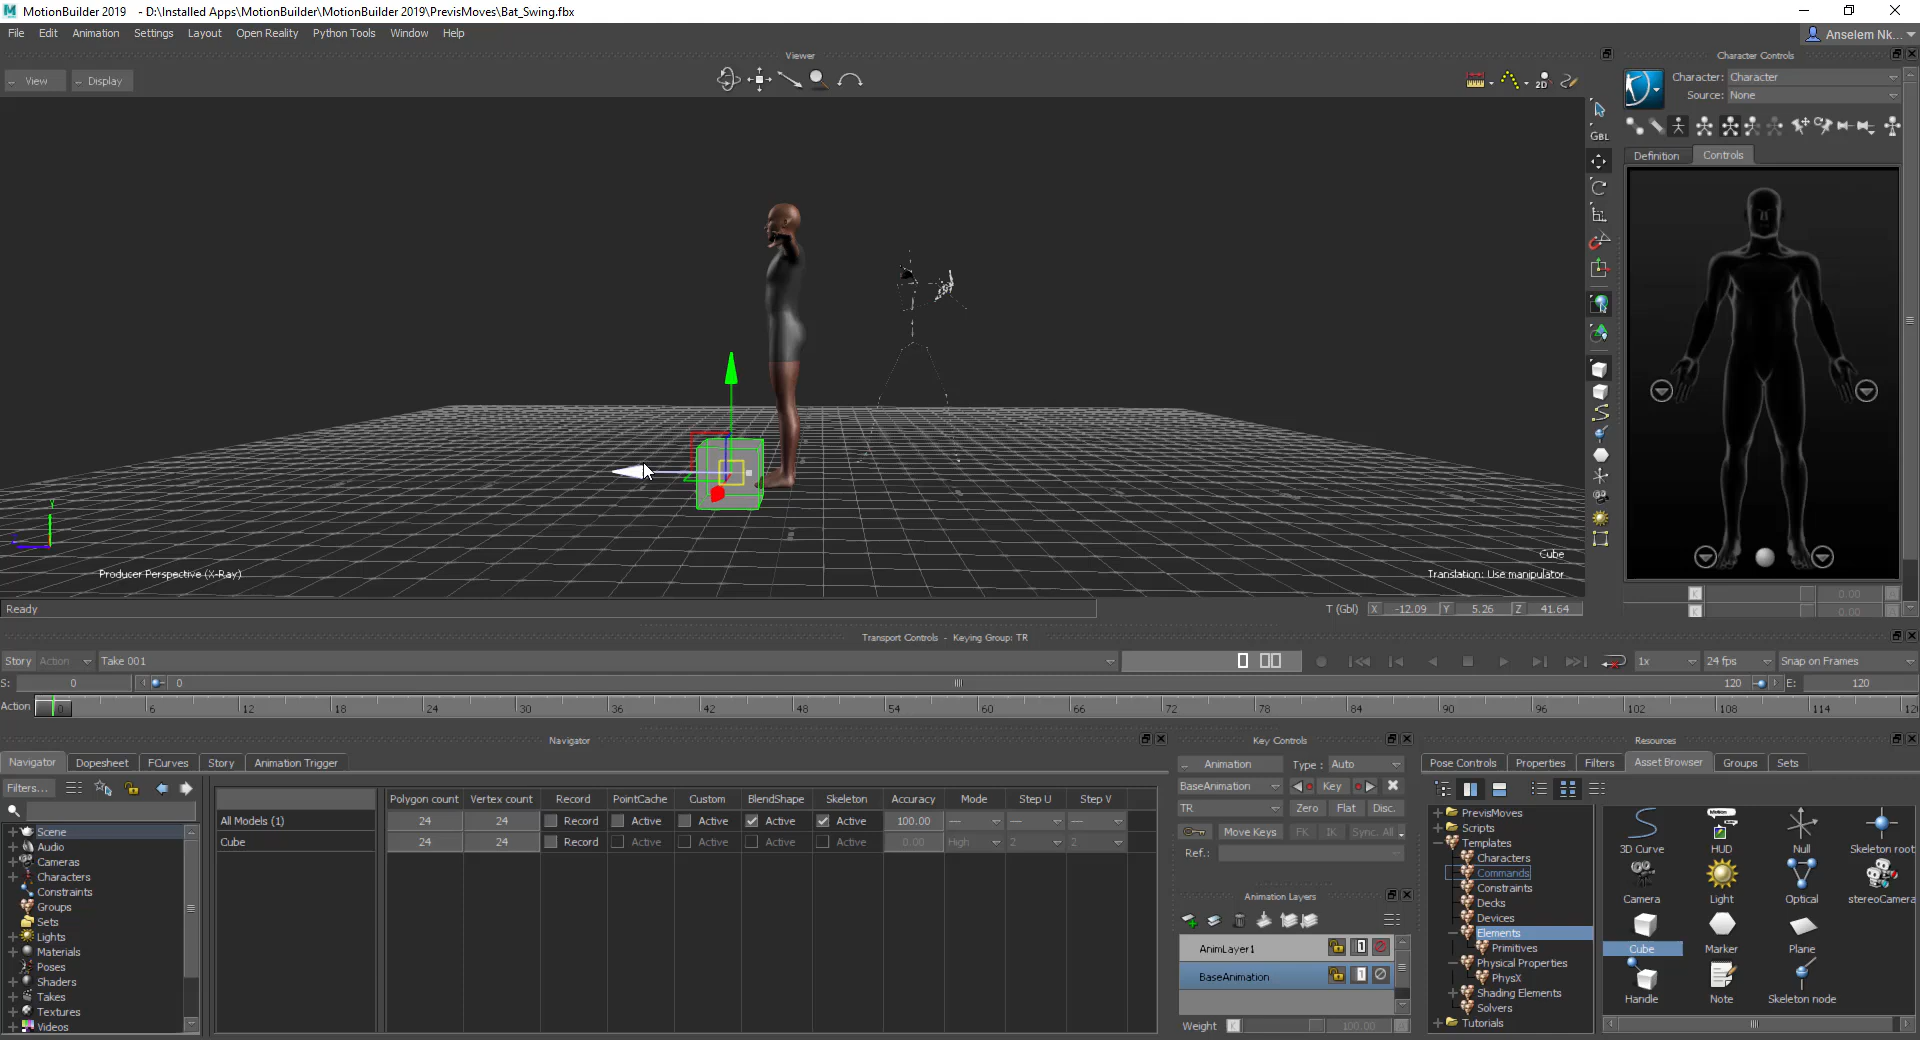 MotionBuilder 2019 - D:\Installed Apps\MotionBuilder\MotionBuilder 2019\PrevisMoves\Bat_Swing.fbx
File Edit Animation Settings Layout Open Reality Python Tools Window Help
Anselem Nk...
Viewer
View Display
2D
GBL
Character Controls
Character: Character
Source: None
Definition Controls
Cube
Producer Perspective (X-Ray)
Translation: Use manipulator
Ready
T (Gbl) X -12.09 Y 5.26 Z 41.64
K 0.00 A
K 0.00 A
Transport Controls - Keying Group: TR
Story Action Take 001 1x 24 fps Snap on Frames
S: 0 0 120 E: 120
Action 0 6 12 18 24 30 36 42 48 54 60 66 72 78 84 90 96 102 108 114 12
Navigator
Navigator Dopesheet FCurves Story Animation Trigger
Filters...
Scene
Audio
Cameras
Characters
Constraints
Groups
Sets
Lights
Materials
Poses
Shaders
Takes
Textures
Videos
Polygon count Vertex count Record PointCache Custom BlendShape Skeleton Accuracy Mode Step U Step V
All Models (1) 24 24 Record Active Active Active Active 100.00 --- --- ---
Cube 24 24 Record Active Active Active Active 0.00 High 2 2
Key Controls
Animation Type : Auto
BaseAnimation Key
TR Zero Flat Disc.
Move Keys FK IK Sync. All
Ref.:
Animation Layers
AnimLayer1
BaseAnimation
Weight K 100.00 A
Resources
Pose Controls Properties Filters Asset Browser Groups Sets
PrevisMoves
Scripts
Templates
Characters
Commands
Constraints
Decks
Devices
Elements
Primitives
Physical Properties
PhysX
Shading Elements
Solvers
Tutorials
3D Curve HUD Null Skeleton root
Camera Light Optical stereoCamera
Cube Marker Plane
Handle Note Skeleton node